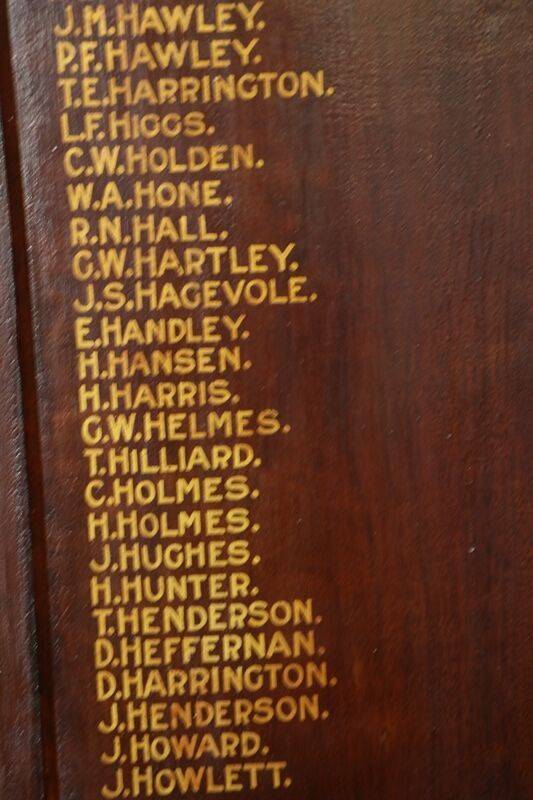 J.M.HAWLEY.
P.F.HAWLEY.
T.E.HARRINGTON.
L.F.HIGGS.
C.W.HOLDEN.
W.A.HONE.
R.N.HALL.
G.W.HARTLEY.
J.S.HAGEVOLE.
E.HANDLEY.
H.HANSEN.
H.HARRIS.
G.W.HELMES.
T.HILLIARD.
C.HOLMES.
H.HOLMES.
J.HUGHES.
H.HUNTER.
T.HENDERSON.
D.HEFFERNAN.
D.HARRINGTON.
J.HENDERSON.
J.HOWARD.
J.HOWLETT.